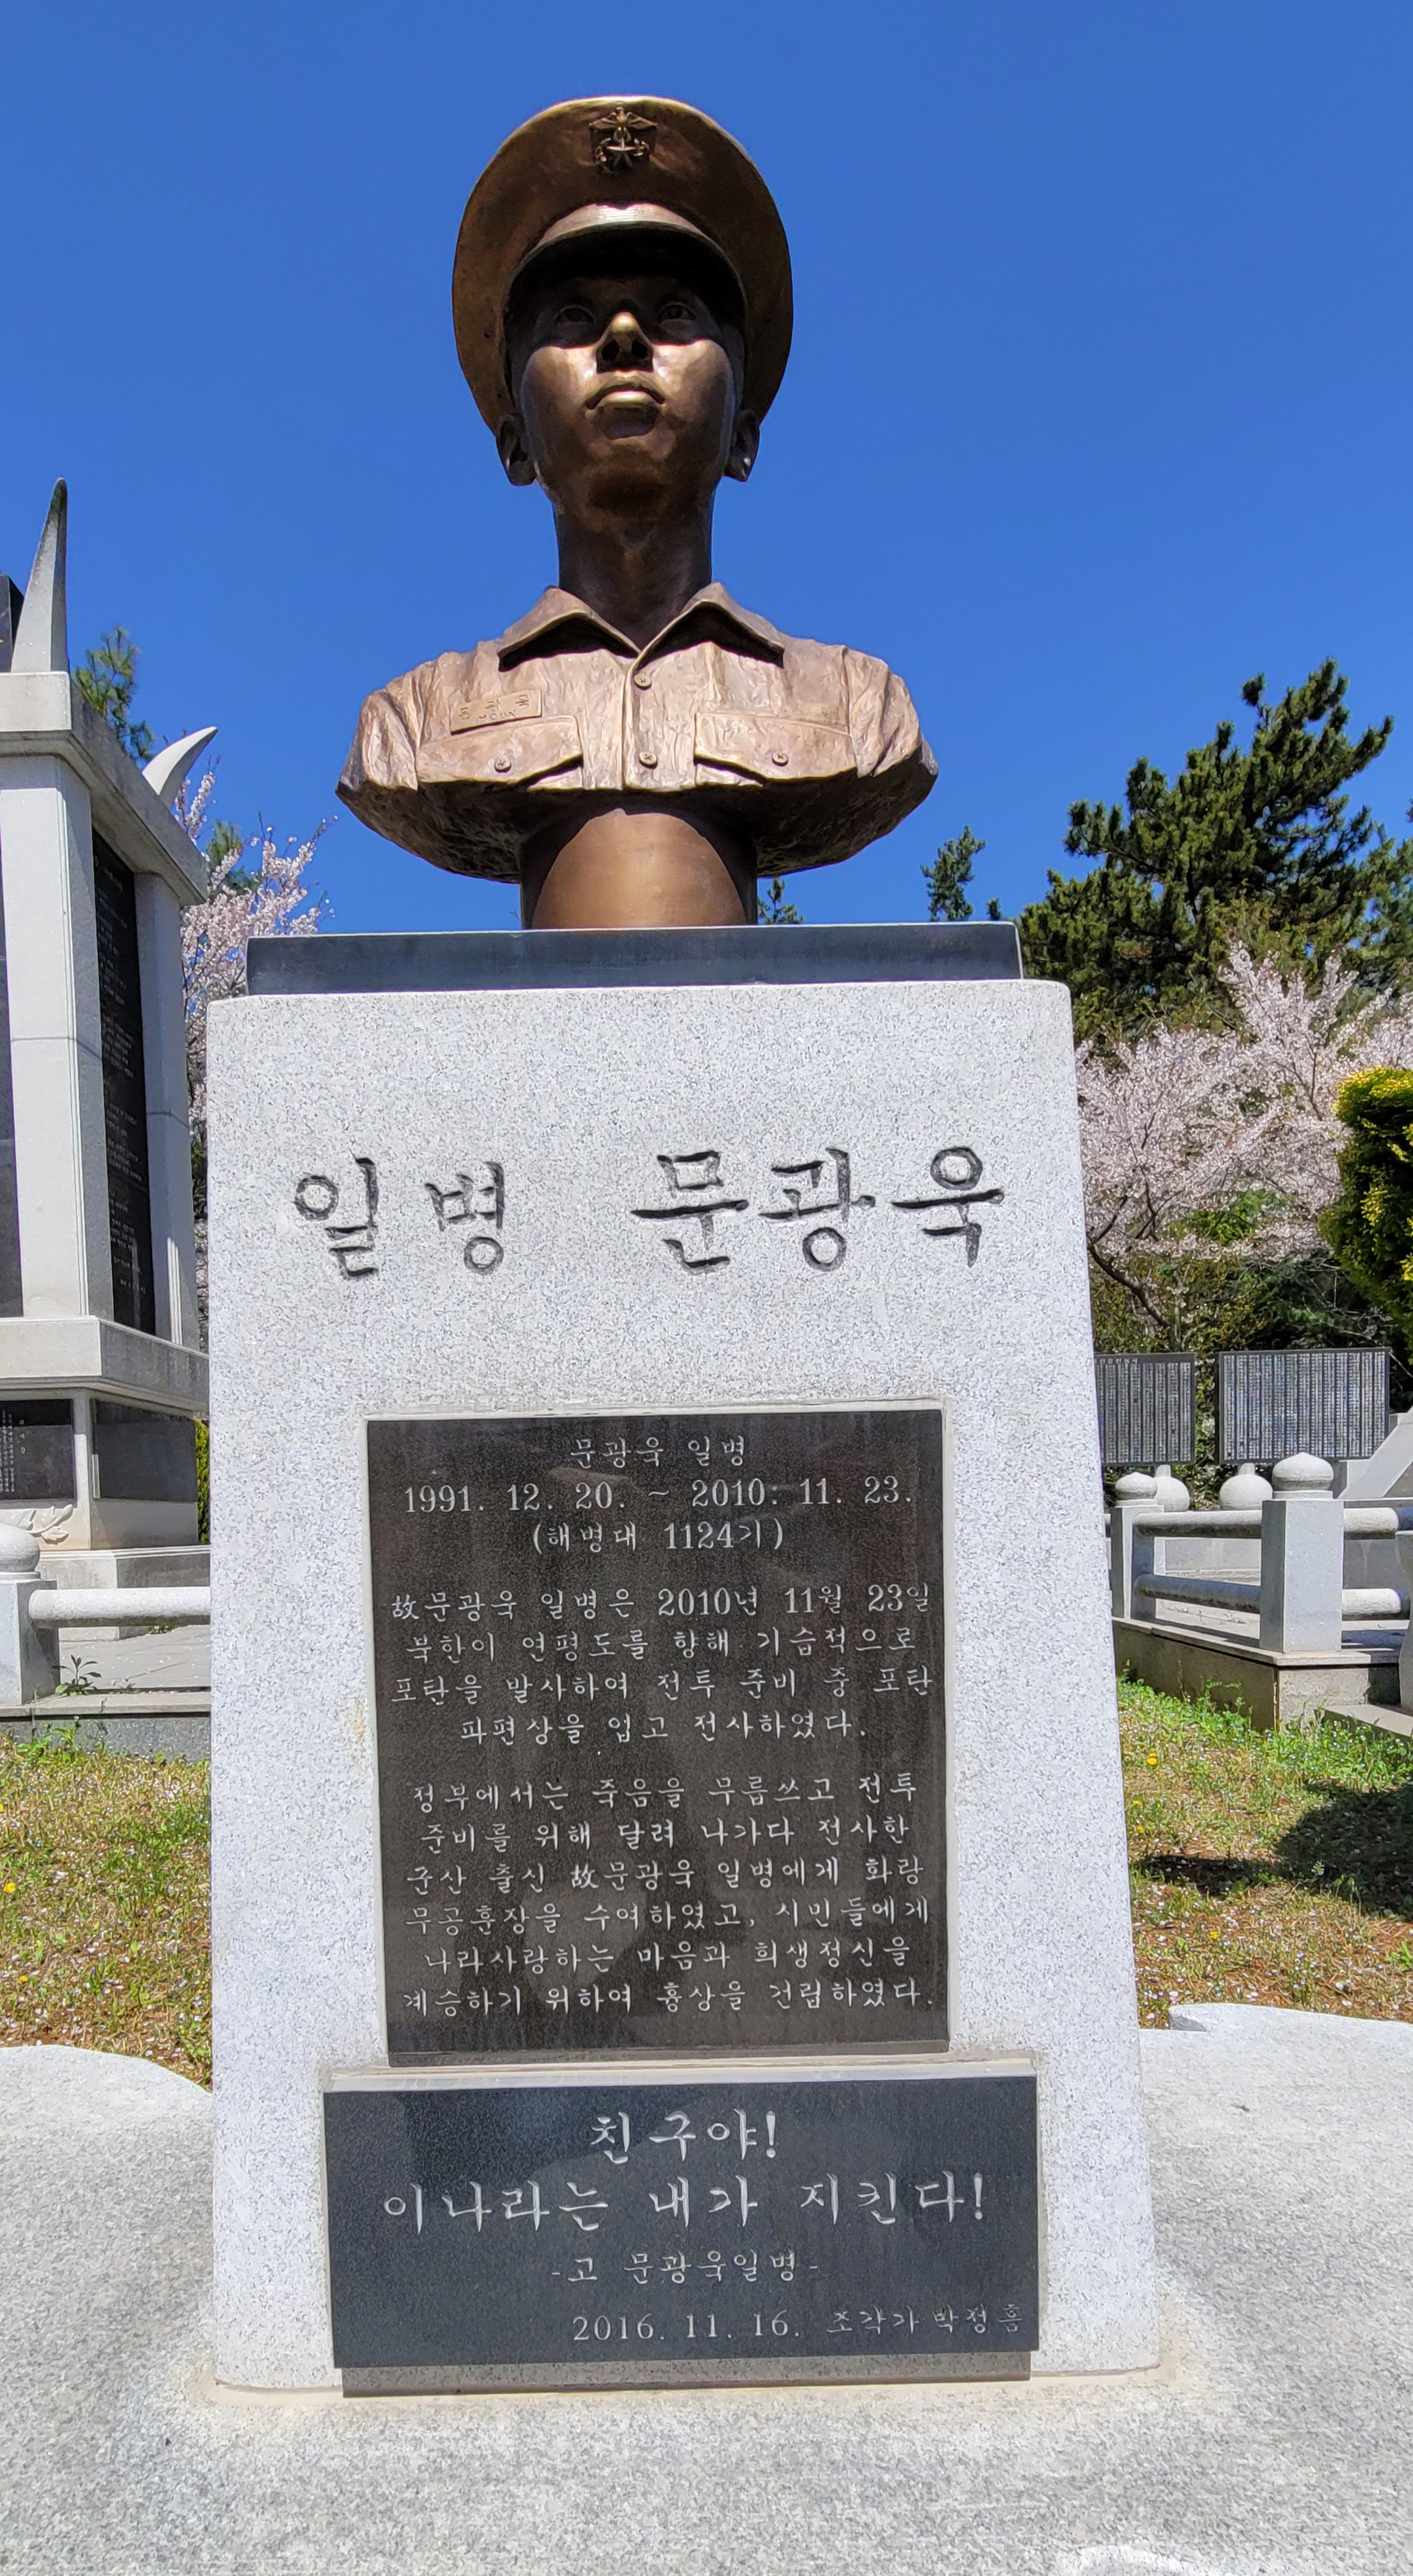 문광욱
MOON
일병 문광욱
문광욱 일병
1991. 12. 20. ~ 2010. 11. 23.
(해병대 1124기)
故문광욱 일병은 2010년 11월 23일
북한이 연평도를 향해 기습적으로
포탄을 발사하여 전투 준비 중 포탄
파편상을 업고 전사하였다.
정부에서는 죽음을 무릅쓰고 전투
준비를 위해 달려 나가다 전사한
군산 출신 故문광욱 일병에게 화랑
무공훈장을 수여하였고, 시민들에게
나라사랑하는 마음과 희생정신을
계승하기 위하여 흉상을 건립하였다.
친구야!
이나라는 내가 지킨다!
-고 문광욱일병-
2016. 11. 16. 조각가 박정흠